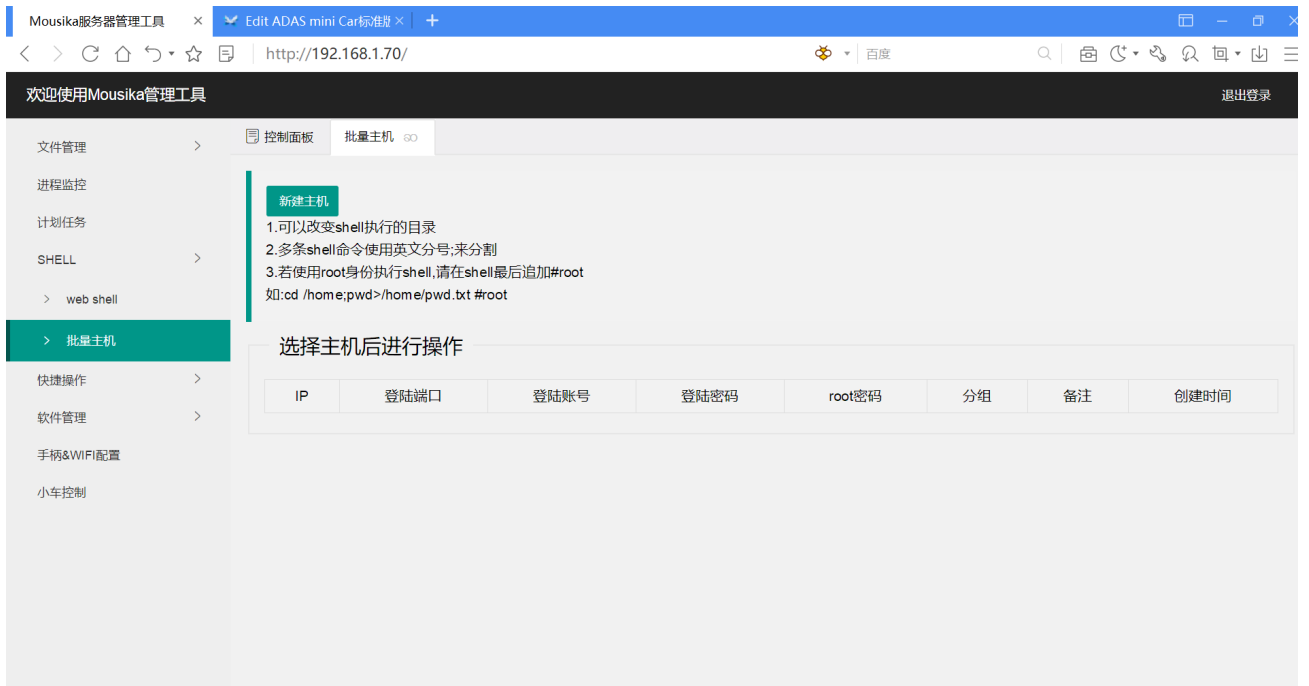 Mousika服务器管理工具
Edit ADAS mini Car标准版
http://192.168.1.70/
百度
欢迎使用Mousika管理工具
退出登录
文件管理
进程监控
计划任务
SHELL
web shell
批量主机
快捷操作
软件管理
手柄&WIFI配置
小车控制
控制面板
批量主机
新建主机
1.可以改变shell执行的目录
2.多条shell命令使用英文分号;来分割
3.若使用root身份执行shell,请在shell最后追加#root
如:cd /home;pwd>/home/pwd.txt #root
选择主机后进行操作
IP 登陆端口 登陆账号 登陆密码 root密码 分组 备注 创建时间